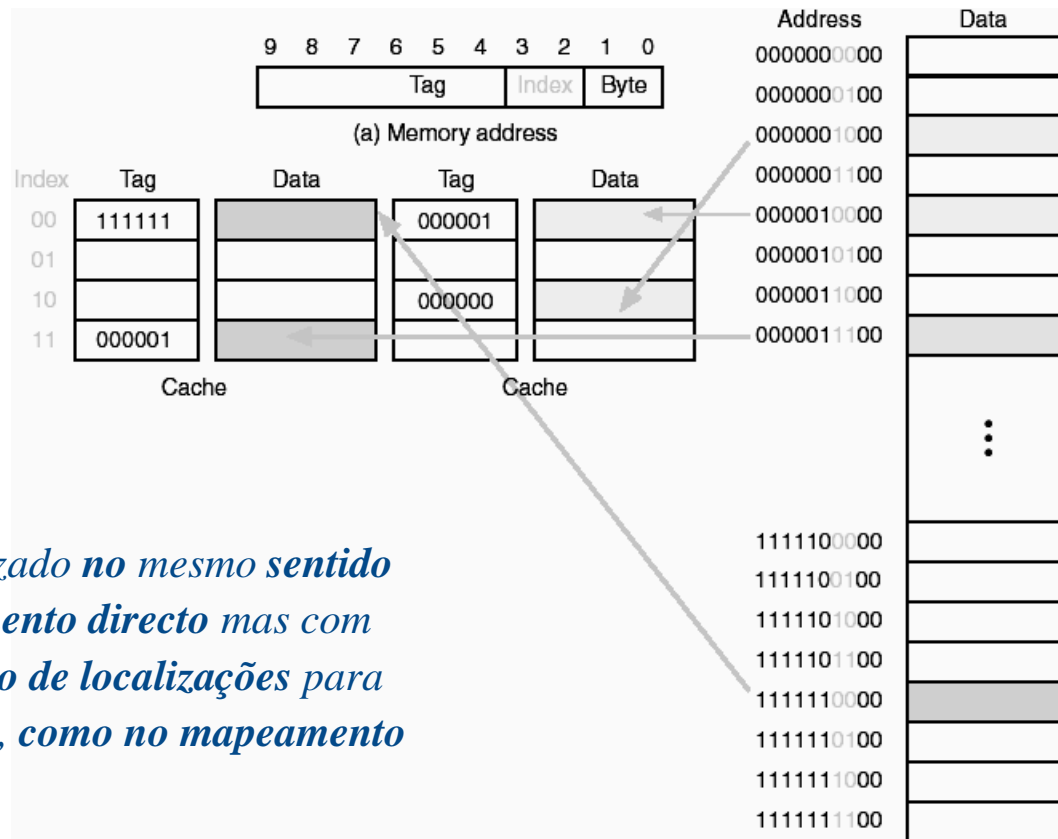 Address Data
9 8 7 6 5 4 3 2 1 0
Tag Index Byte
(a) Memory address
Index Tag Data Tag Data
00 111111 000001
01
10 000000
11 000001
Cache Cache
0000000000
0000000100
0000001000
0000001100
0000010000
0000010100
0000011000
0000011100
1111100000
1111100100
1111101000
1111101100
1111110000
1111110100
1111111000
1111111100
zado no mesmo sentido
ento directo mas com
o de localizações para
, como no mapeamento